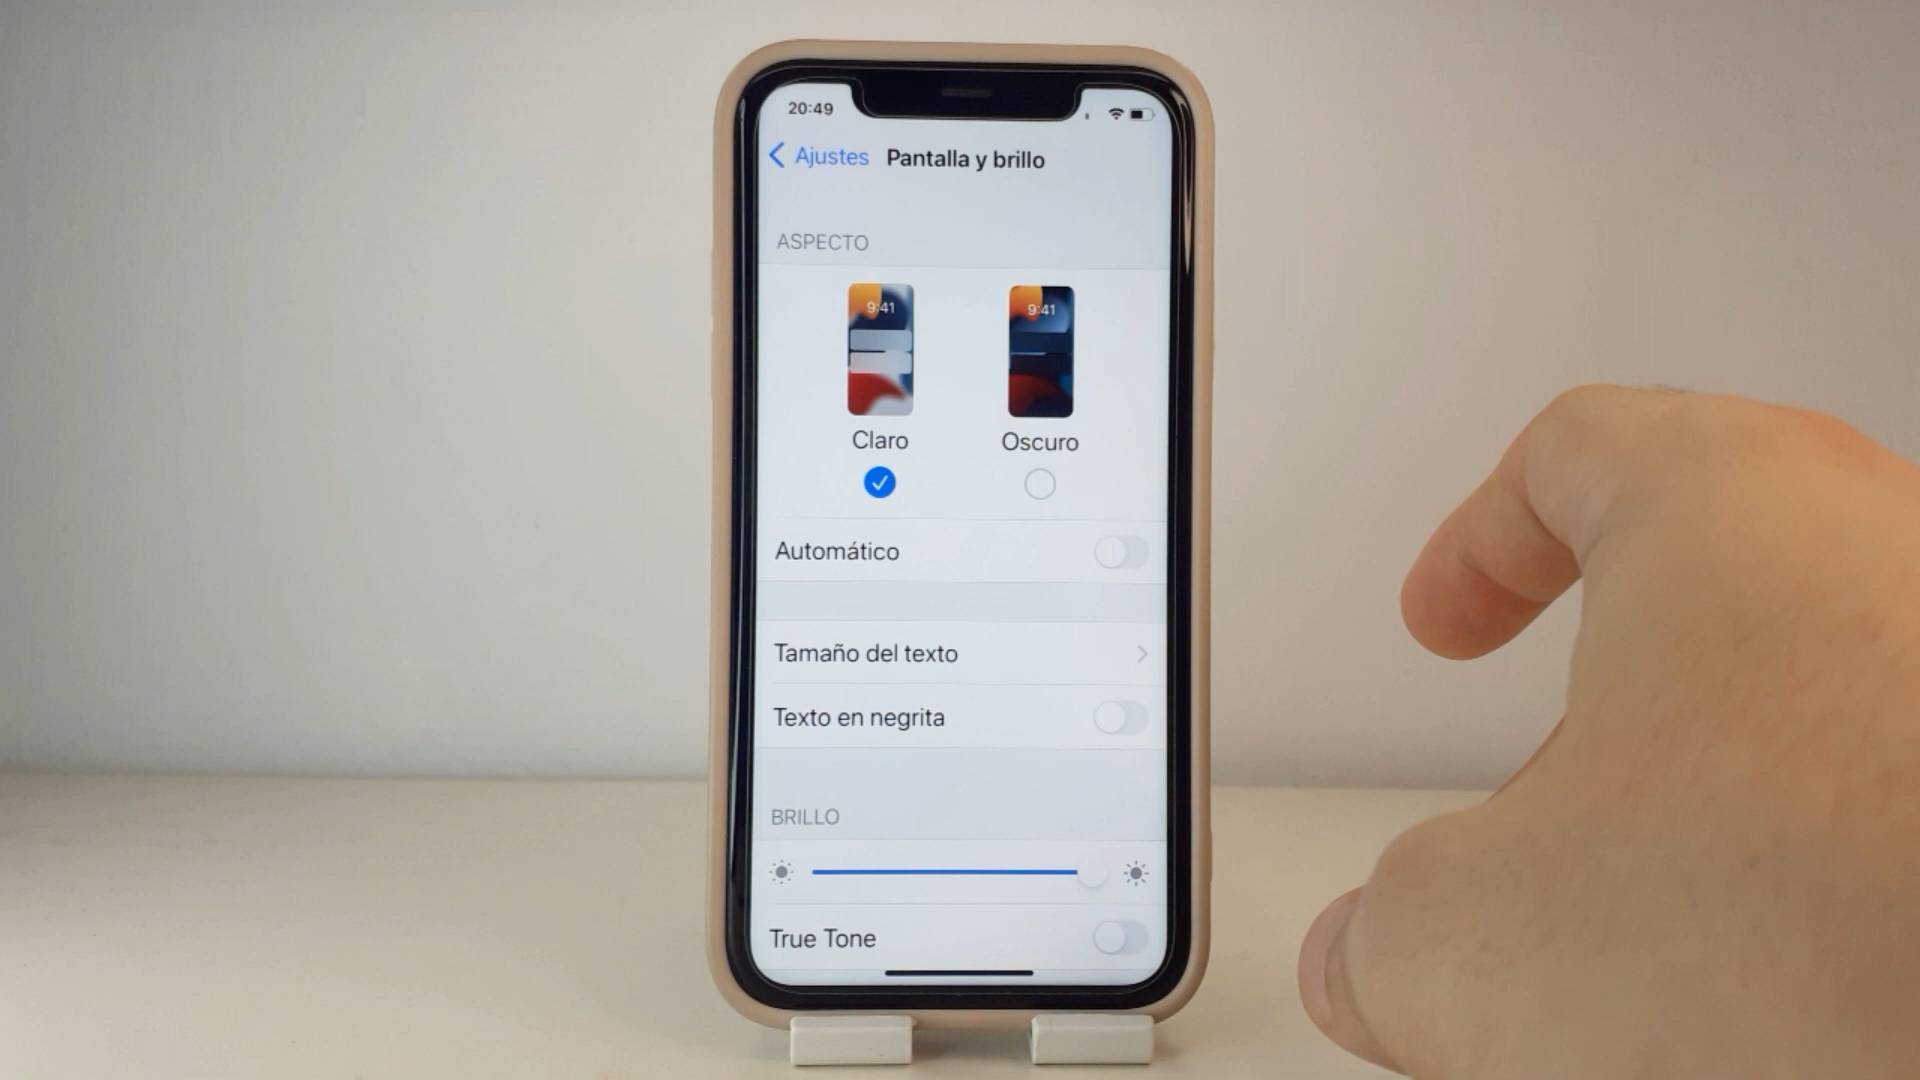 20:49
Ajustes Pantalla y brillo
ASPECTO
9:41 9:41
Claro Oscuro
Automático
Tamaño del texto
Texto en negrita
BRILLO
True Tone